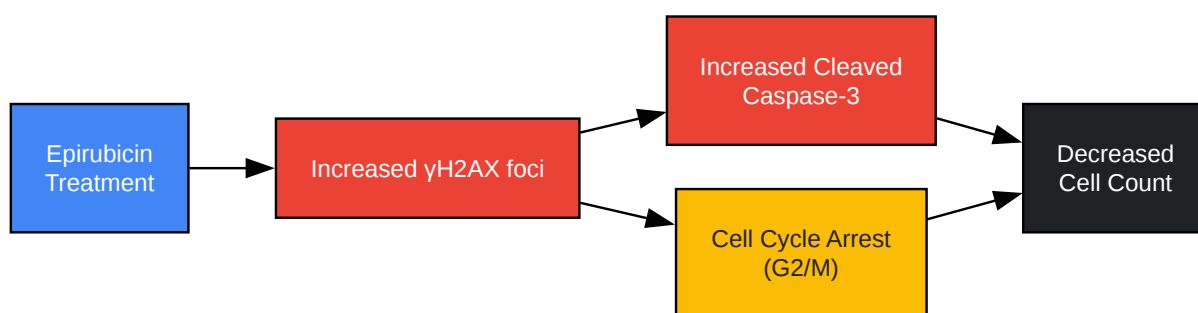 Epirubicin
Treatment
Increased γH2AX foci
Increased Cleaved
Caspase-3
Cell Cycle Arrest
(G2/M)
Decreased
Cell Count